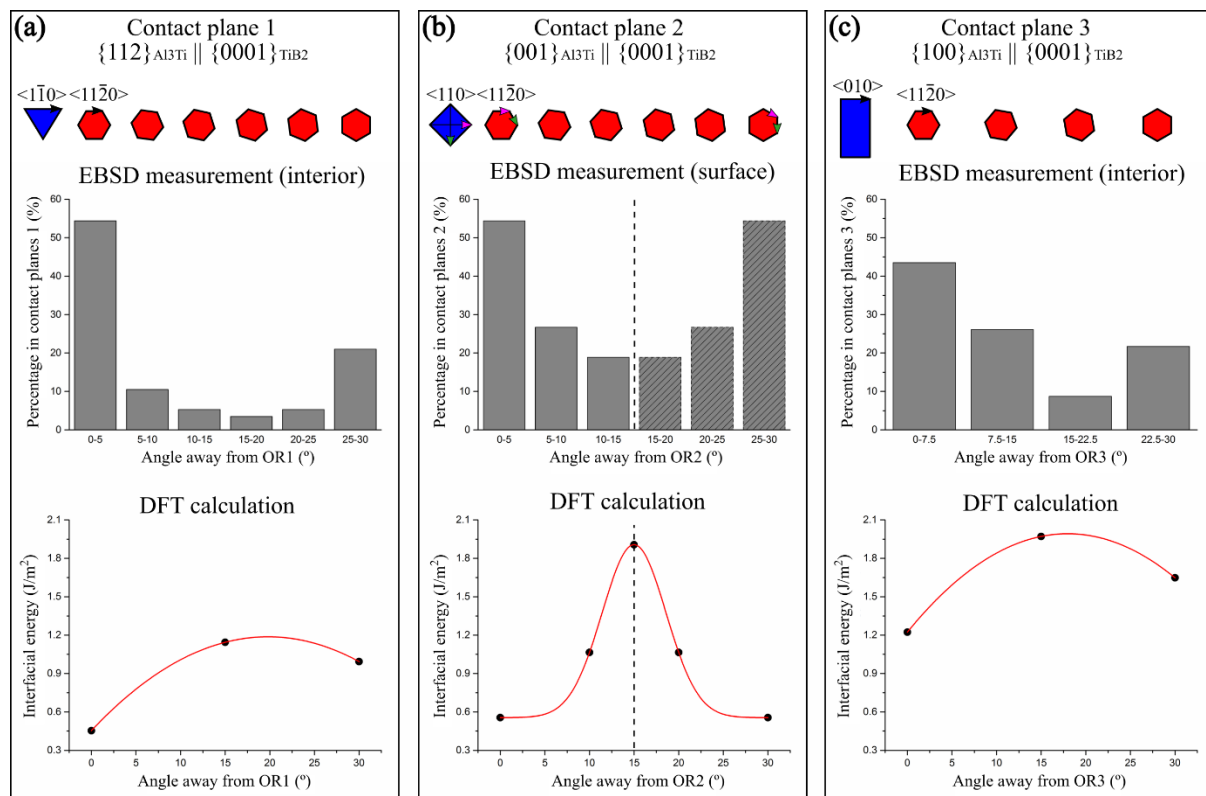 (a)
Contact plane 1
{112}Al3Ti || {0001}TiB2
<11̅0> <112̅0>
EBSD measurement (interior)
Percentage in contact planes 1 (%)
60
50
40
30
20
10
0
0-5 5-10 10-15 15-20 20-25 25-30
Angle away from OR1 (º)
DFT calculation
Interfacial energy (J/m²)
2.1
1.8
1.5
1.2
0.9
0.6
0.3
0 5 10 15 20 25 30
Angle away from OR1 (º)
(b)
Contact plane 2
{001}Al3Ti || {0001}TiB2
<110> <112̅0>
EBSD measurement (surface)
Percentage in contact planes 2 (%)
60
50
40
30
20
10
0
0-5 5-10 10-15 15-20 20-25 25-30
Angle away from OR2 (º)
DFT calculation
Interfacial energy (J/m²)
2.1
1.8
1.5
1.2
0.9
0.6
0.3
0 5 10 15 20 25 30
Angle away from OR2 (º)
(c)
Contact plane 3
{100}Al3Ti || {0001}TiB2
<010>
<112̅0>
EBSD measurement (interior)
Percentage in contact planes 3 (%)
60
50
40
30
20
10
0
0-7.5 7.5-15 15-22.5 22.5-30
Angle away from OR3 (º)
DFT calculation
Interfacial energy (J/m²)
2.1
1.8
1.5
1.2
0.9
0.6
0.3
0 5 10 15 20 25 30
Angle away from OR3 (º)